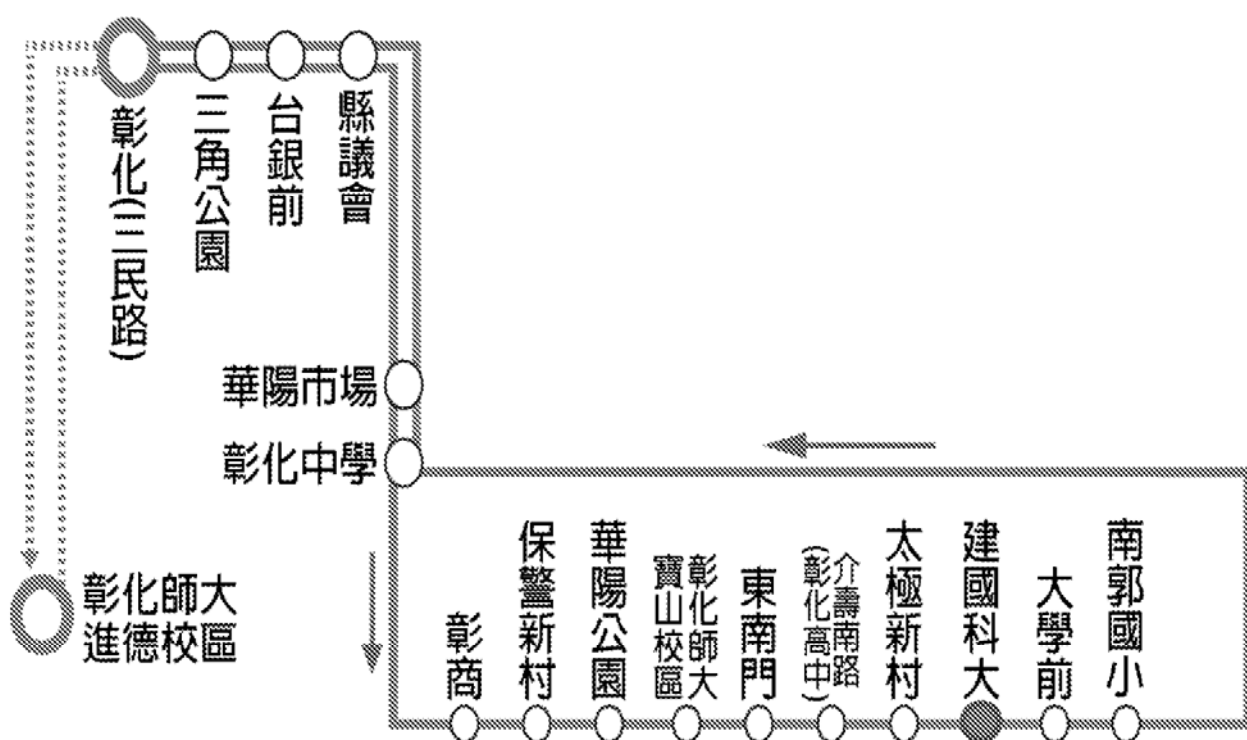 彰化(三民路)
三角公園
台銀前
縣議會
華陽市場
彰化中學
彰化師大
進德校區
彰商
保警新村
華陽公園
彰化師大
寶山校區
東南門
介壽南路
(彰化高中)
太極新村
建國科大
大學前
南郭國小